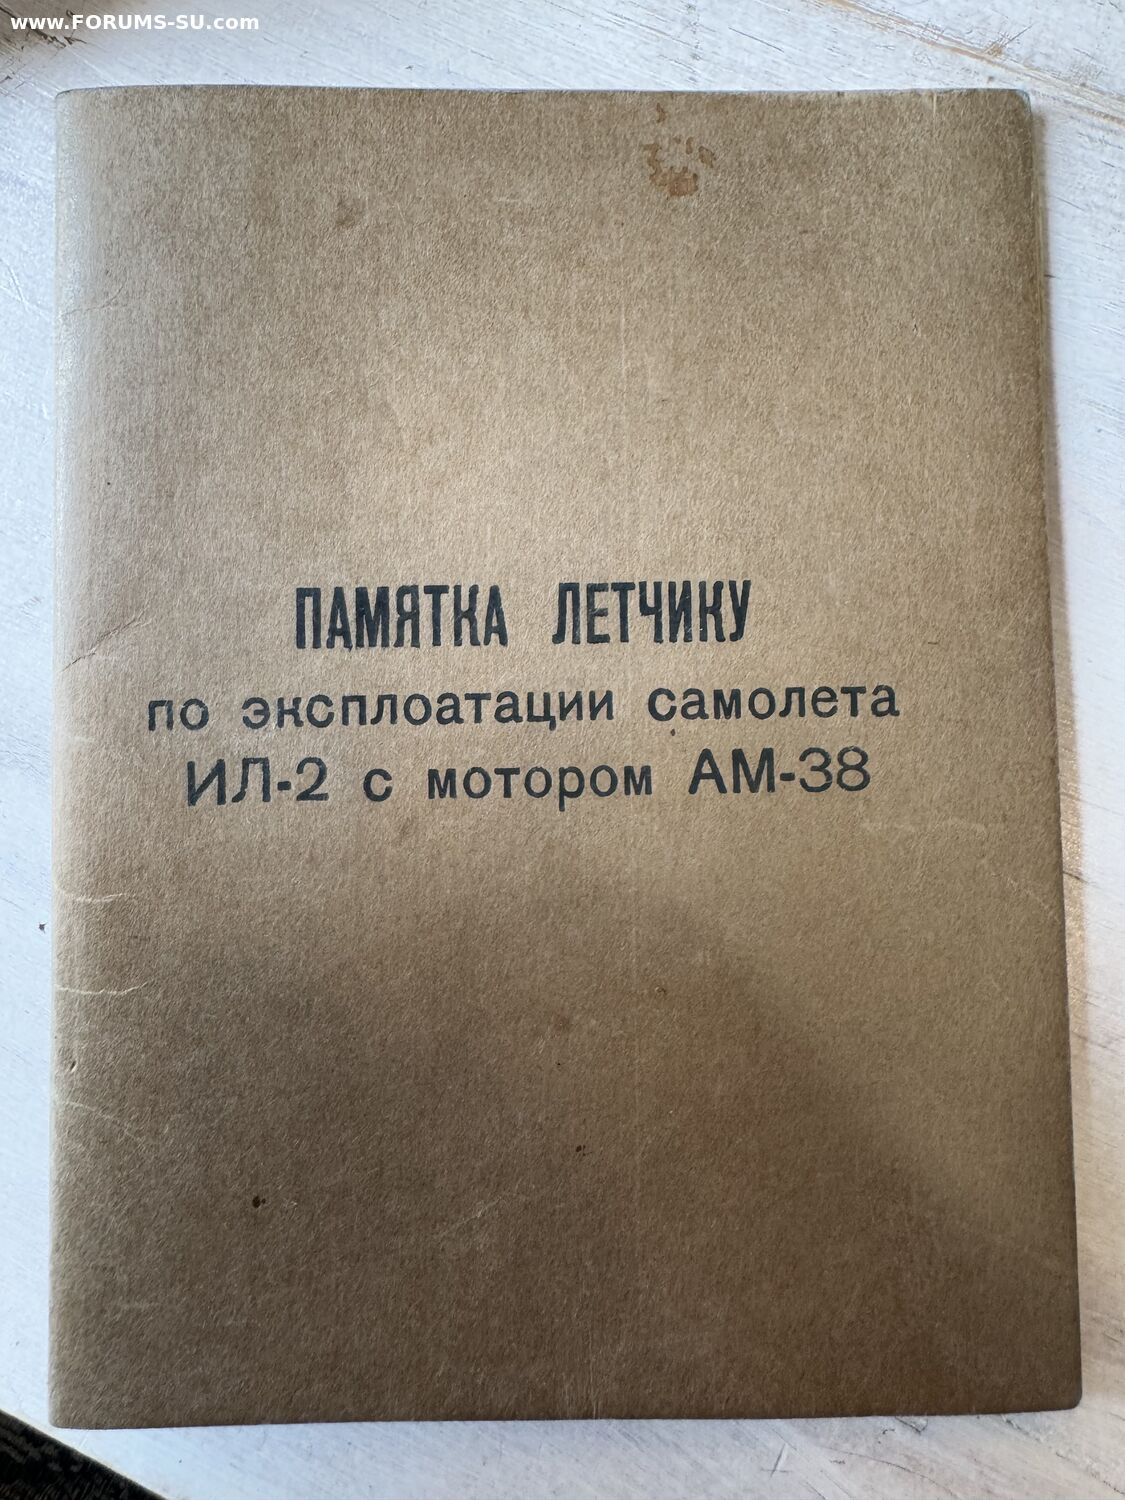 www.FORUMS-SU.com
ПАМЯТКА ЛЕТЧИКУ
по эксплоатации самолета
ИЛ-2 с мотором АМ-38